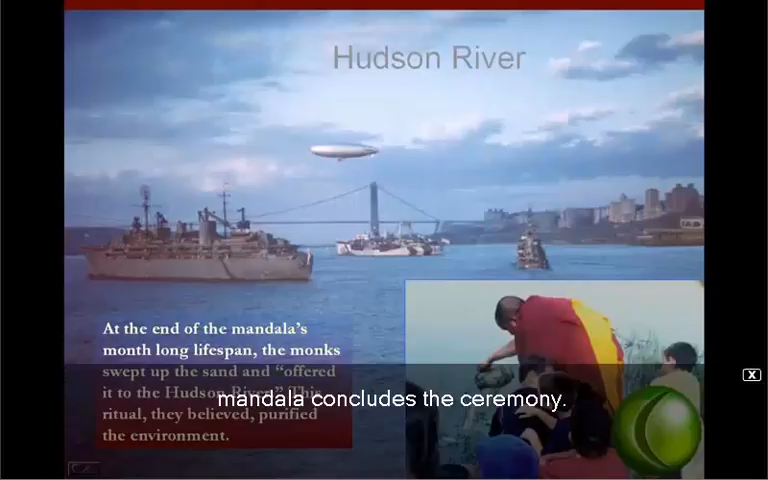 Hudson River
At the end of the mandala's
month long lifespan, the monks
swept up the sand and “offered
it to the Hudson River.” This
ritual, they believed, purified
the environment.
mandala concludes the ceremony.
X